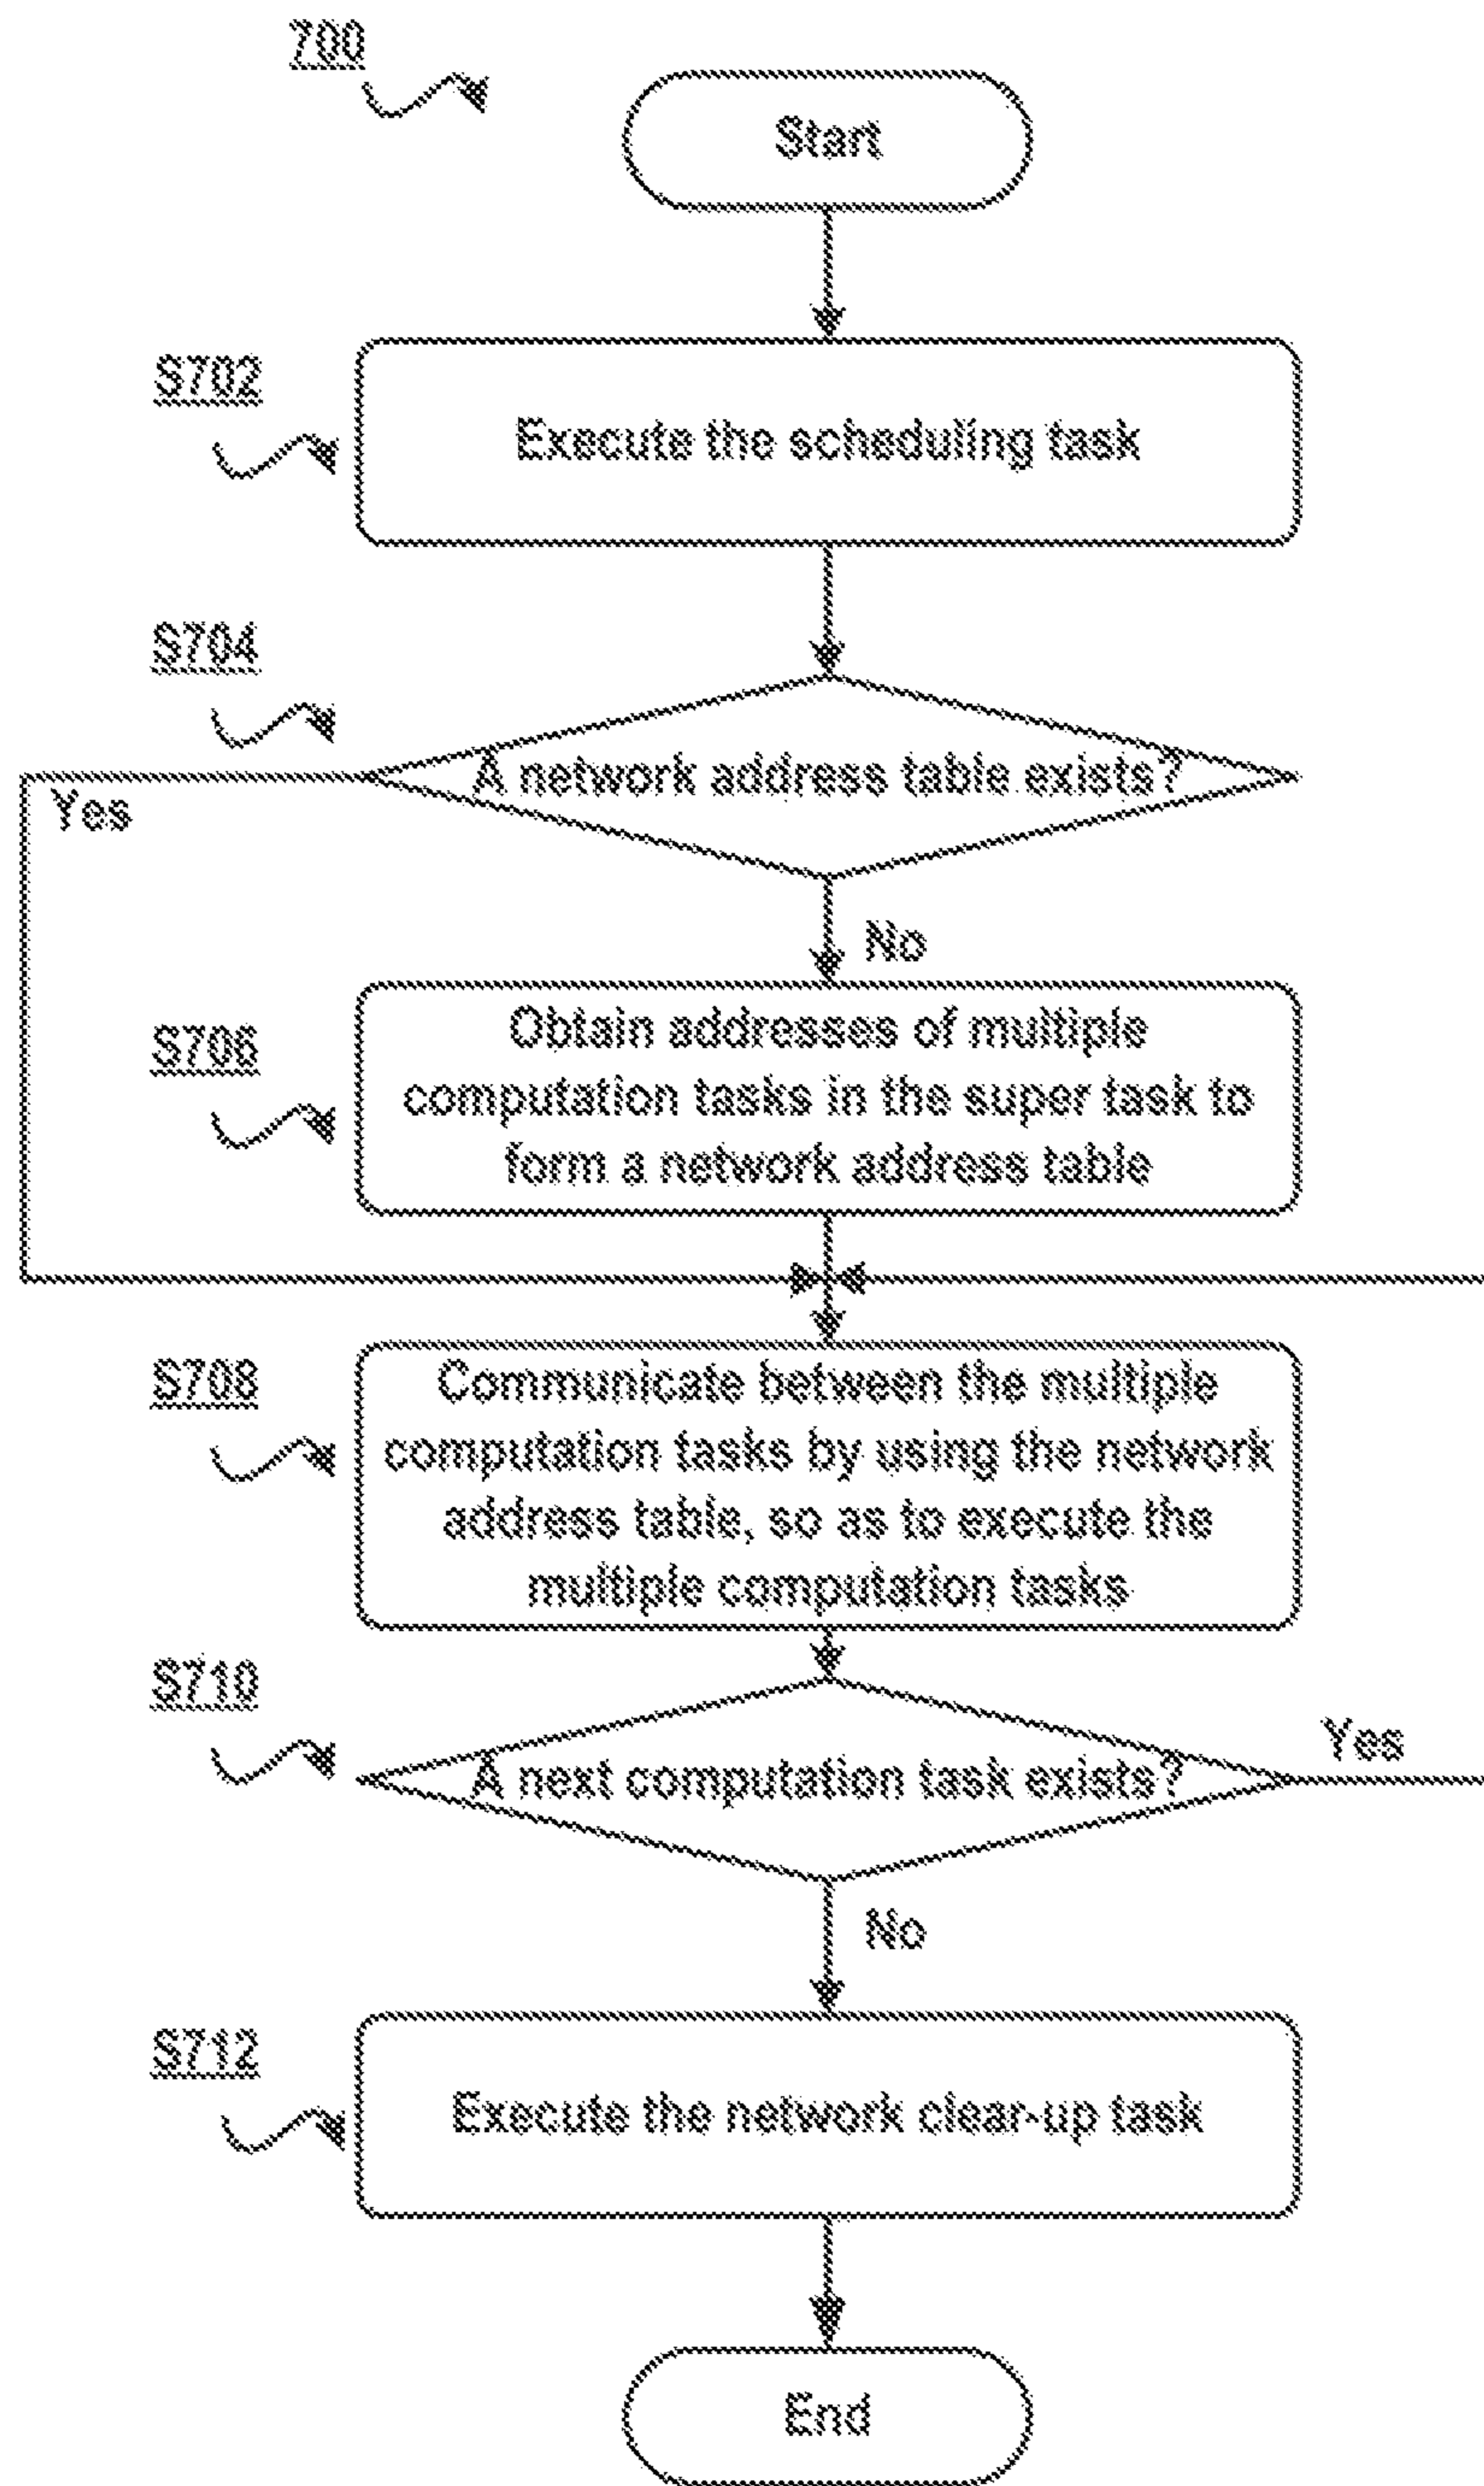 700
Start
S702
Execute the scheduling task
S704
A network address table exists?
Yes
No
S706
Obtain addresses of multiple
computation tasks in the super task to
form a network address table
S708
Communicate between the multiple
computation tasks by using the network
address table, so as to execute the
multiple computation tasks
S710
A next computation task exists?
Yes
No
S712
Execute the network clear-up task
End